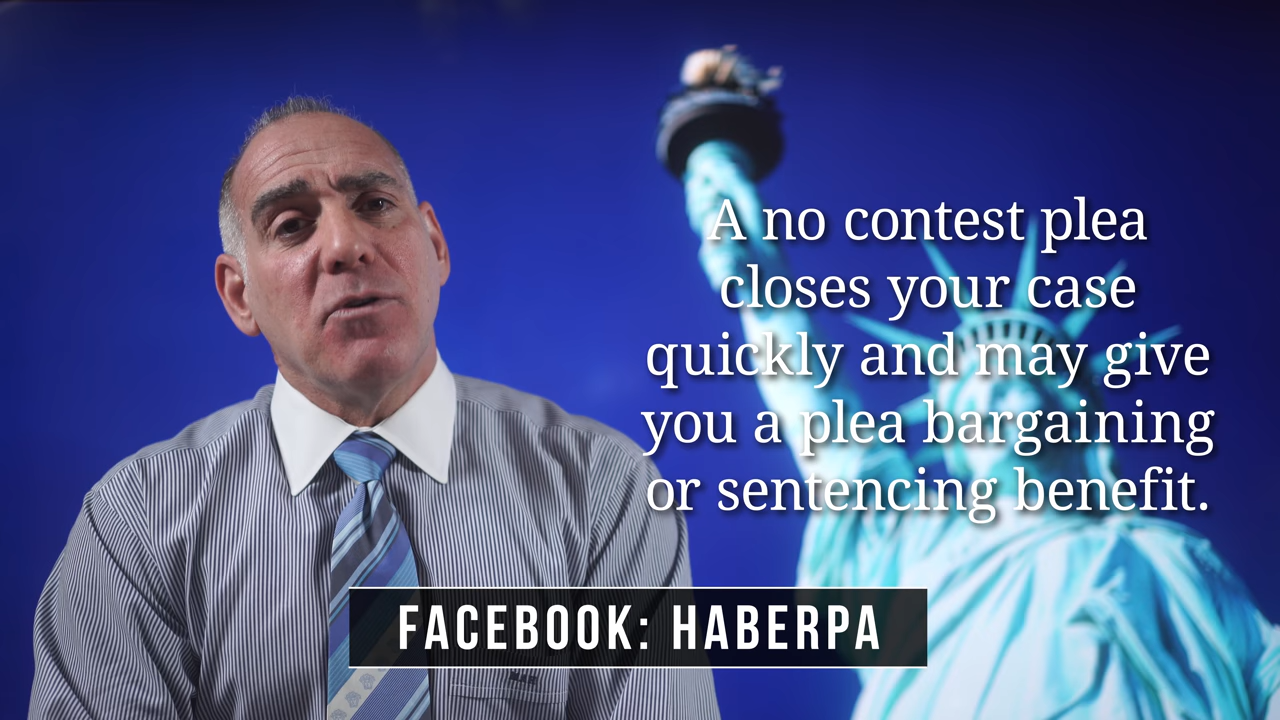 A no contest plea
closes your case
quickly and may give
you a plea bargaining
or sentencing benefit.
FACEBOOK: HABERPA